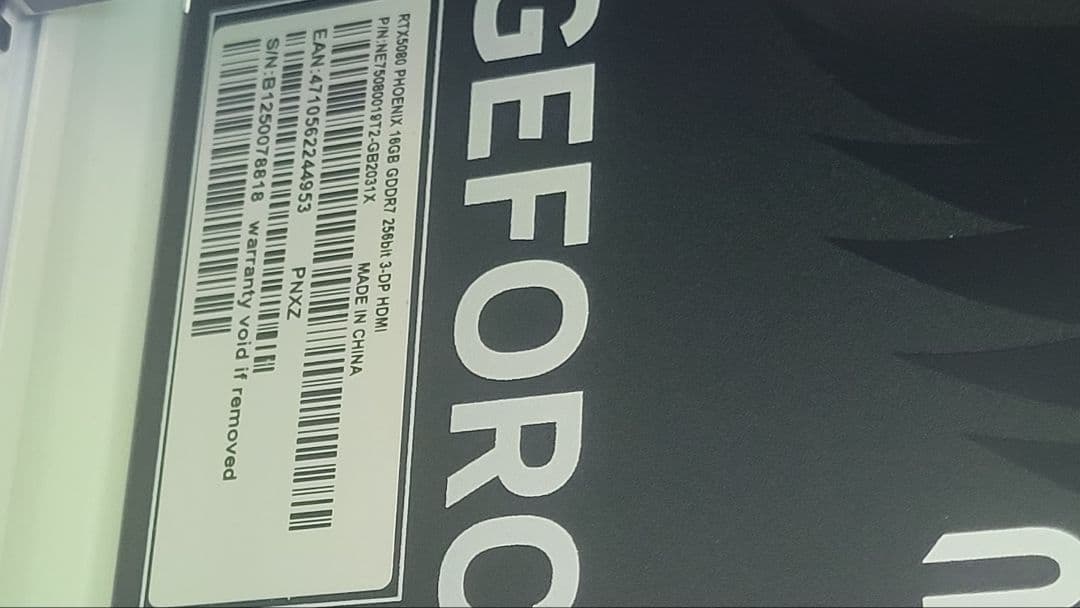 RTX5080 PHOENIX 16GB GDDR7 256bit 3-DP HDMI
P/N:NE75080019T2-GB2031X MADE IN CHINA
EAN:4710562244953 PNXZ
S/N:B1250078818 warranty void if removed
GEFORC